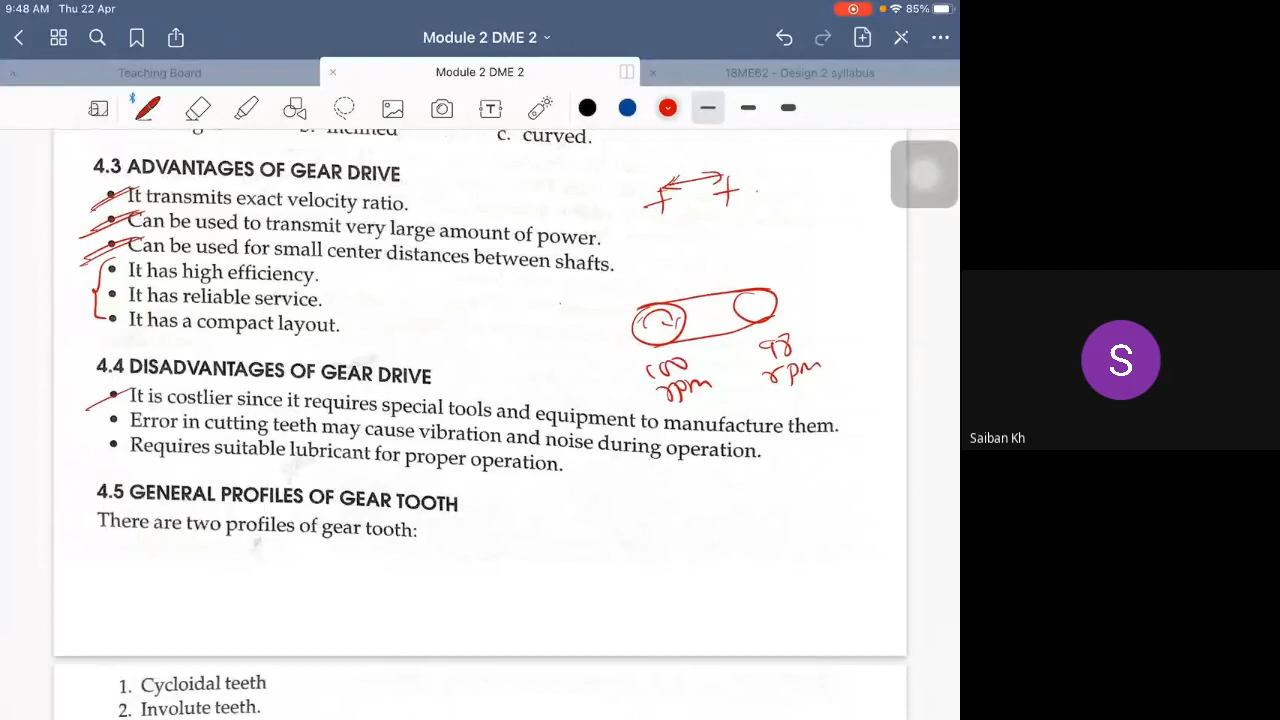 9:48 AM Thu 22 Apr
85%
Module 2 DME 2
Teaching Board
Module 2 DME 2
18ME62 - Design 2 syllabus
b. inclined
c. curved.
4.3 ADVANTAGES OF GEAR DRIVE
• It transmits exact velocity ratio.
• Can be used to transmit very large amount of power.
• Can be used for small center distances between shafts.
• It has high efficiency.
• It has reliable service.
• It has a compact layout.
100
rpm
98
rpm
4.4 DISADVANTAGES OF GEAR DRIVE
• It is costlier since it requires special tools and equipment to manufacture them.
• Error in cutting teeth may cause vibration and noise during operation.
• Requires suitable lubricant for proper operation.
4.5 GENERAL PROFILES OF GEAR TOOTH
There are two profiles of gear tooth:
1. Cycloidal teeth
2. Involute teeth.
S
Saiban Kh